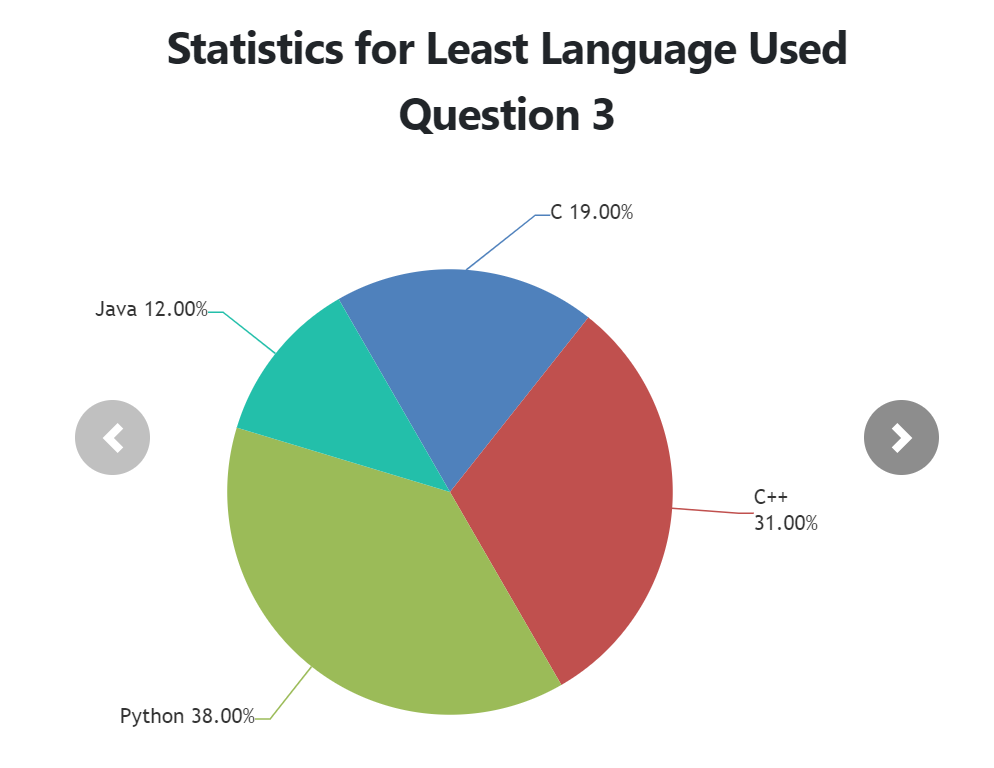 Statistics for Least Language Used
Question 3
C 19.00%
Java 12.00%
C++
31.00%
Python 38.00%